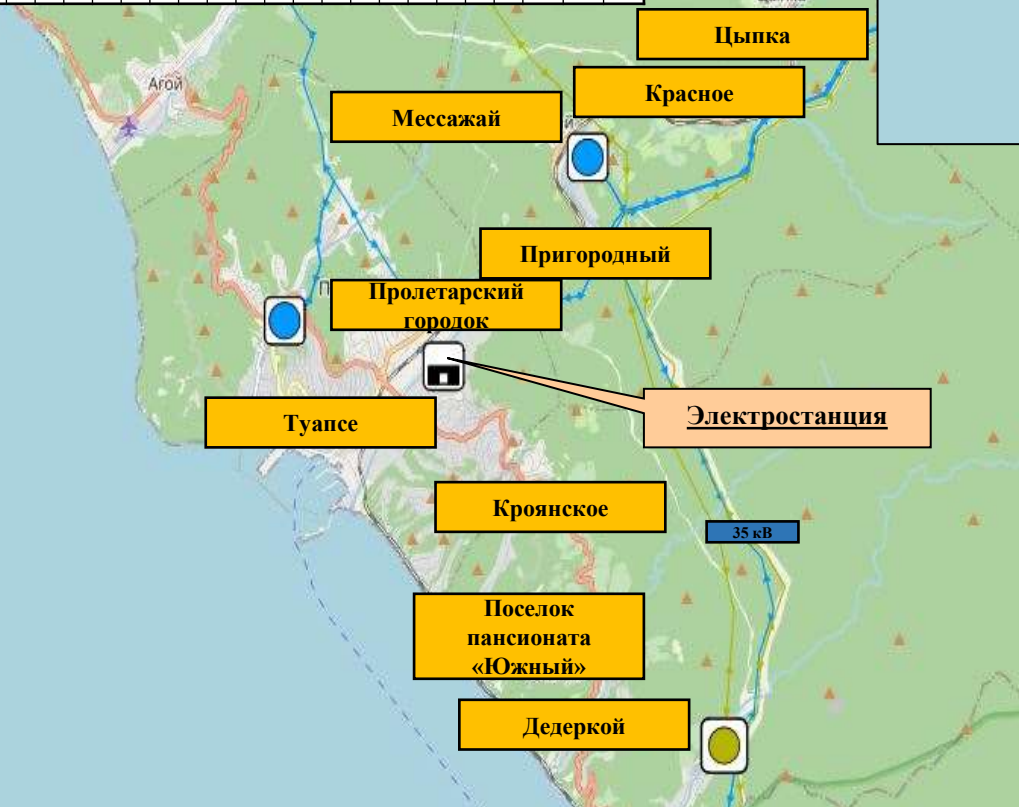 Цыпка
Красное
Агой
Мессажай
Пригородный
Пролетарский
городок
Электростанция
Туапсе
Кроянское
35 кВ
Поселок
пансионата
«Южный»
Дедеркой